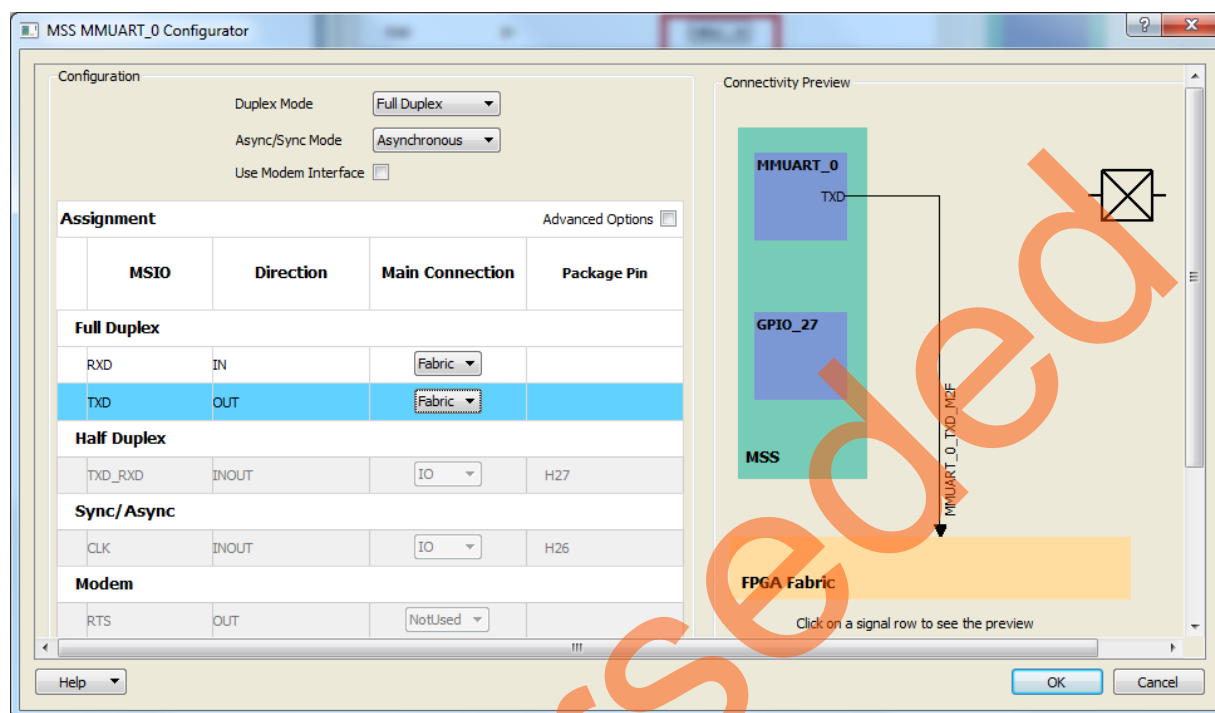 MSS MMUART_0 Configurator
Configuration
Duplex Mode Full Duplex
Async/Sync Mode Asynchronous
Use Modem Interface
Assignment Advanced Options
MSIO Direction Main Connection Package Pin
Full Duplex
RXD IN Fabric
TXD OUT Fabric
Half Duplex
TXD_RXD INOUT IO H27
Sync/Async
CLK INOUT IO H26
Modem
RTS OUT NotUsed
Connectivity Preview
MMUART_0
TXD
GPIO_27
MSS
MMUART_0_TXD_M2F
FPGA Fabric
Click on a signal row to see the preview
Help OK Cancel
sseded